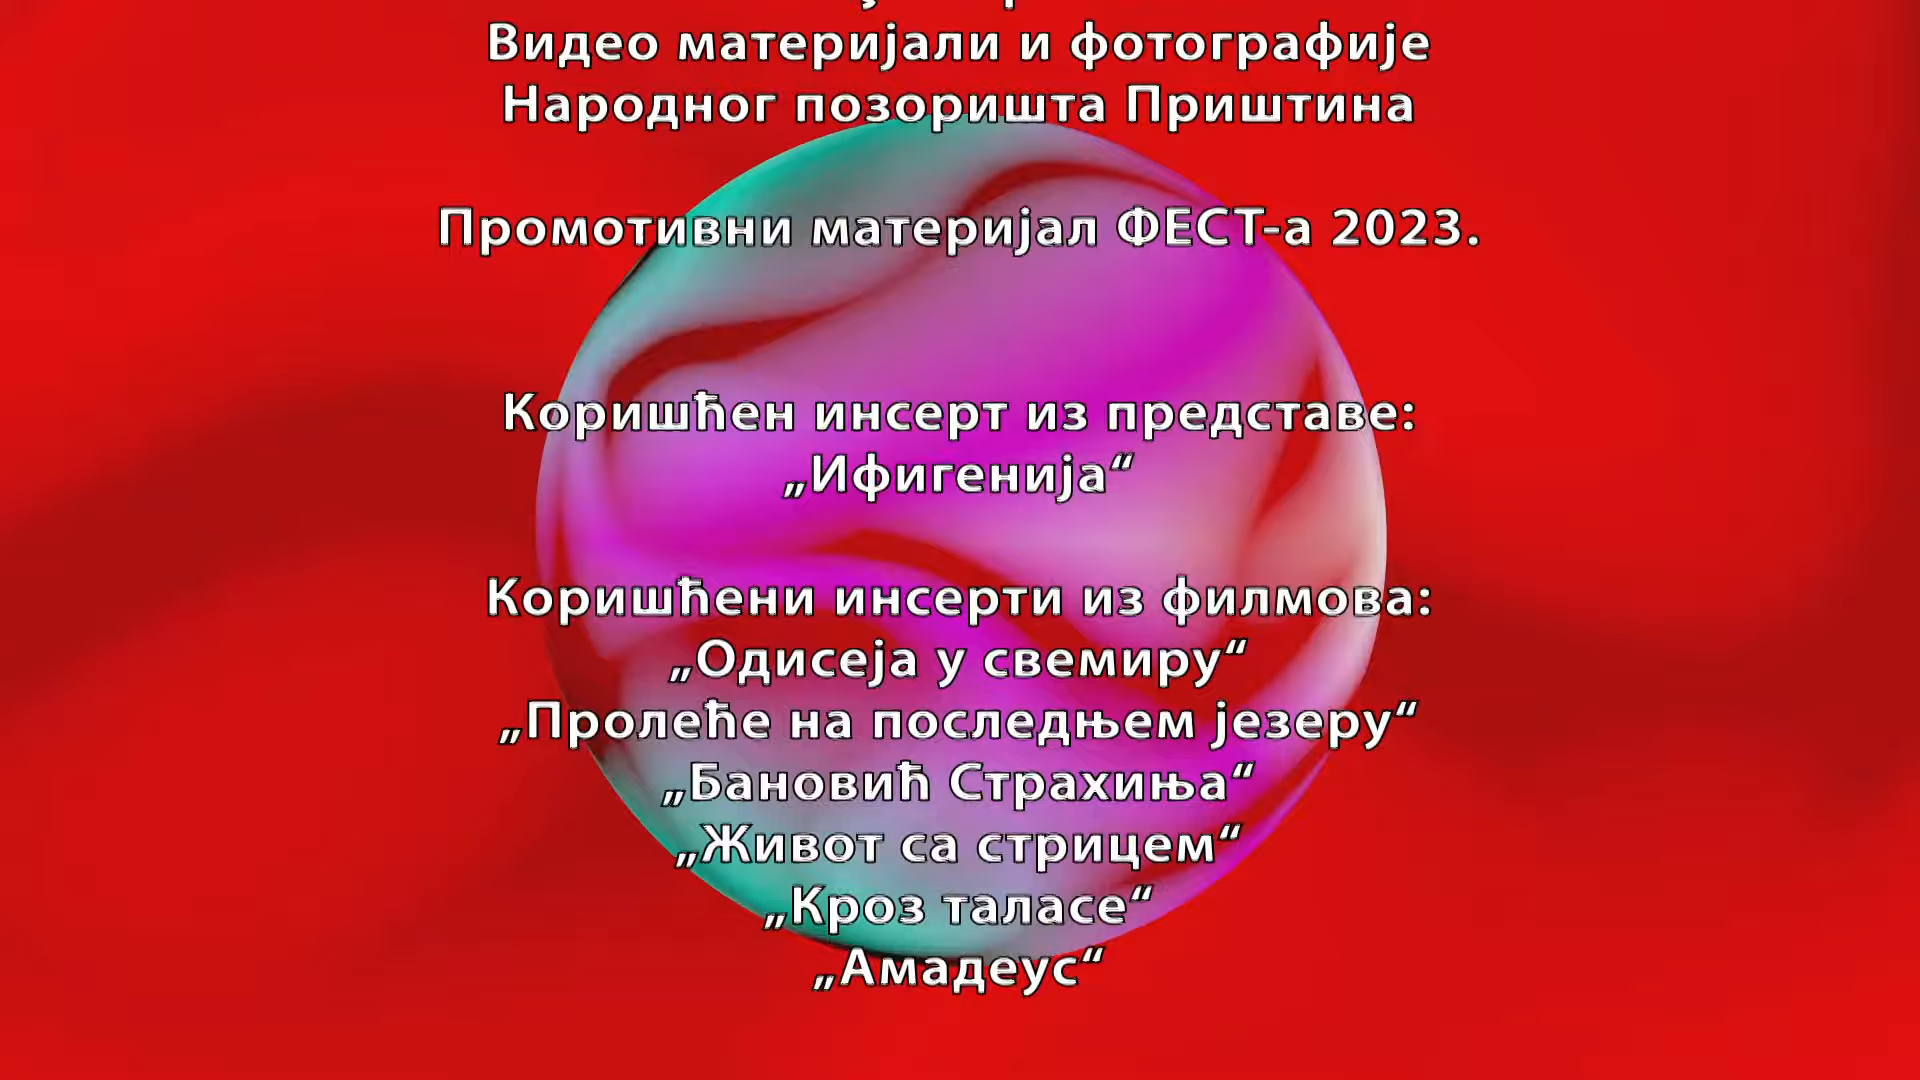 Видео материјали и фотографије
Народног позоришта Приштина
Промотивни материјал ФЕСТ-а 2023.
Коришћен инсерт из представе:
„Ифигенија“
Коришћени инсерти из филмова:
„Одисеја у свемиру“
„Пролеће на последњем језеру“
„Бановић Страхиња“
„Живот са стрицем“
„Кроз таласе“
„Амадеус“